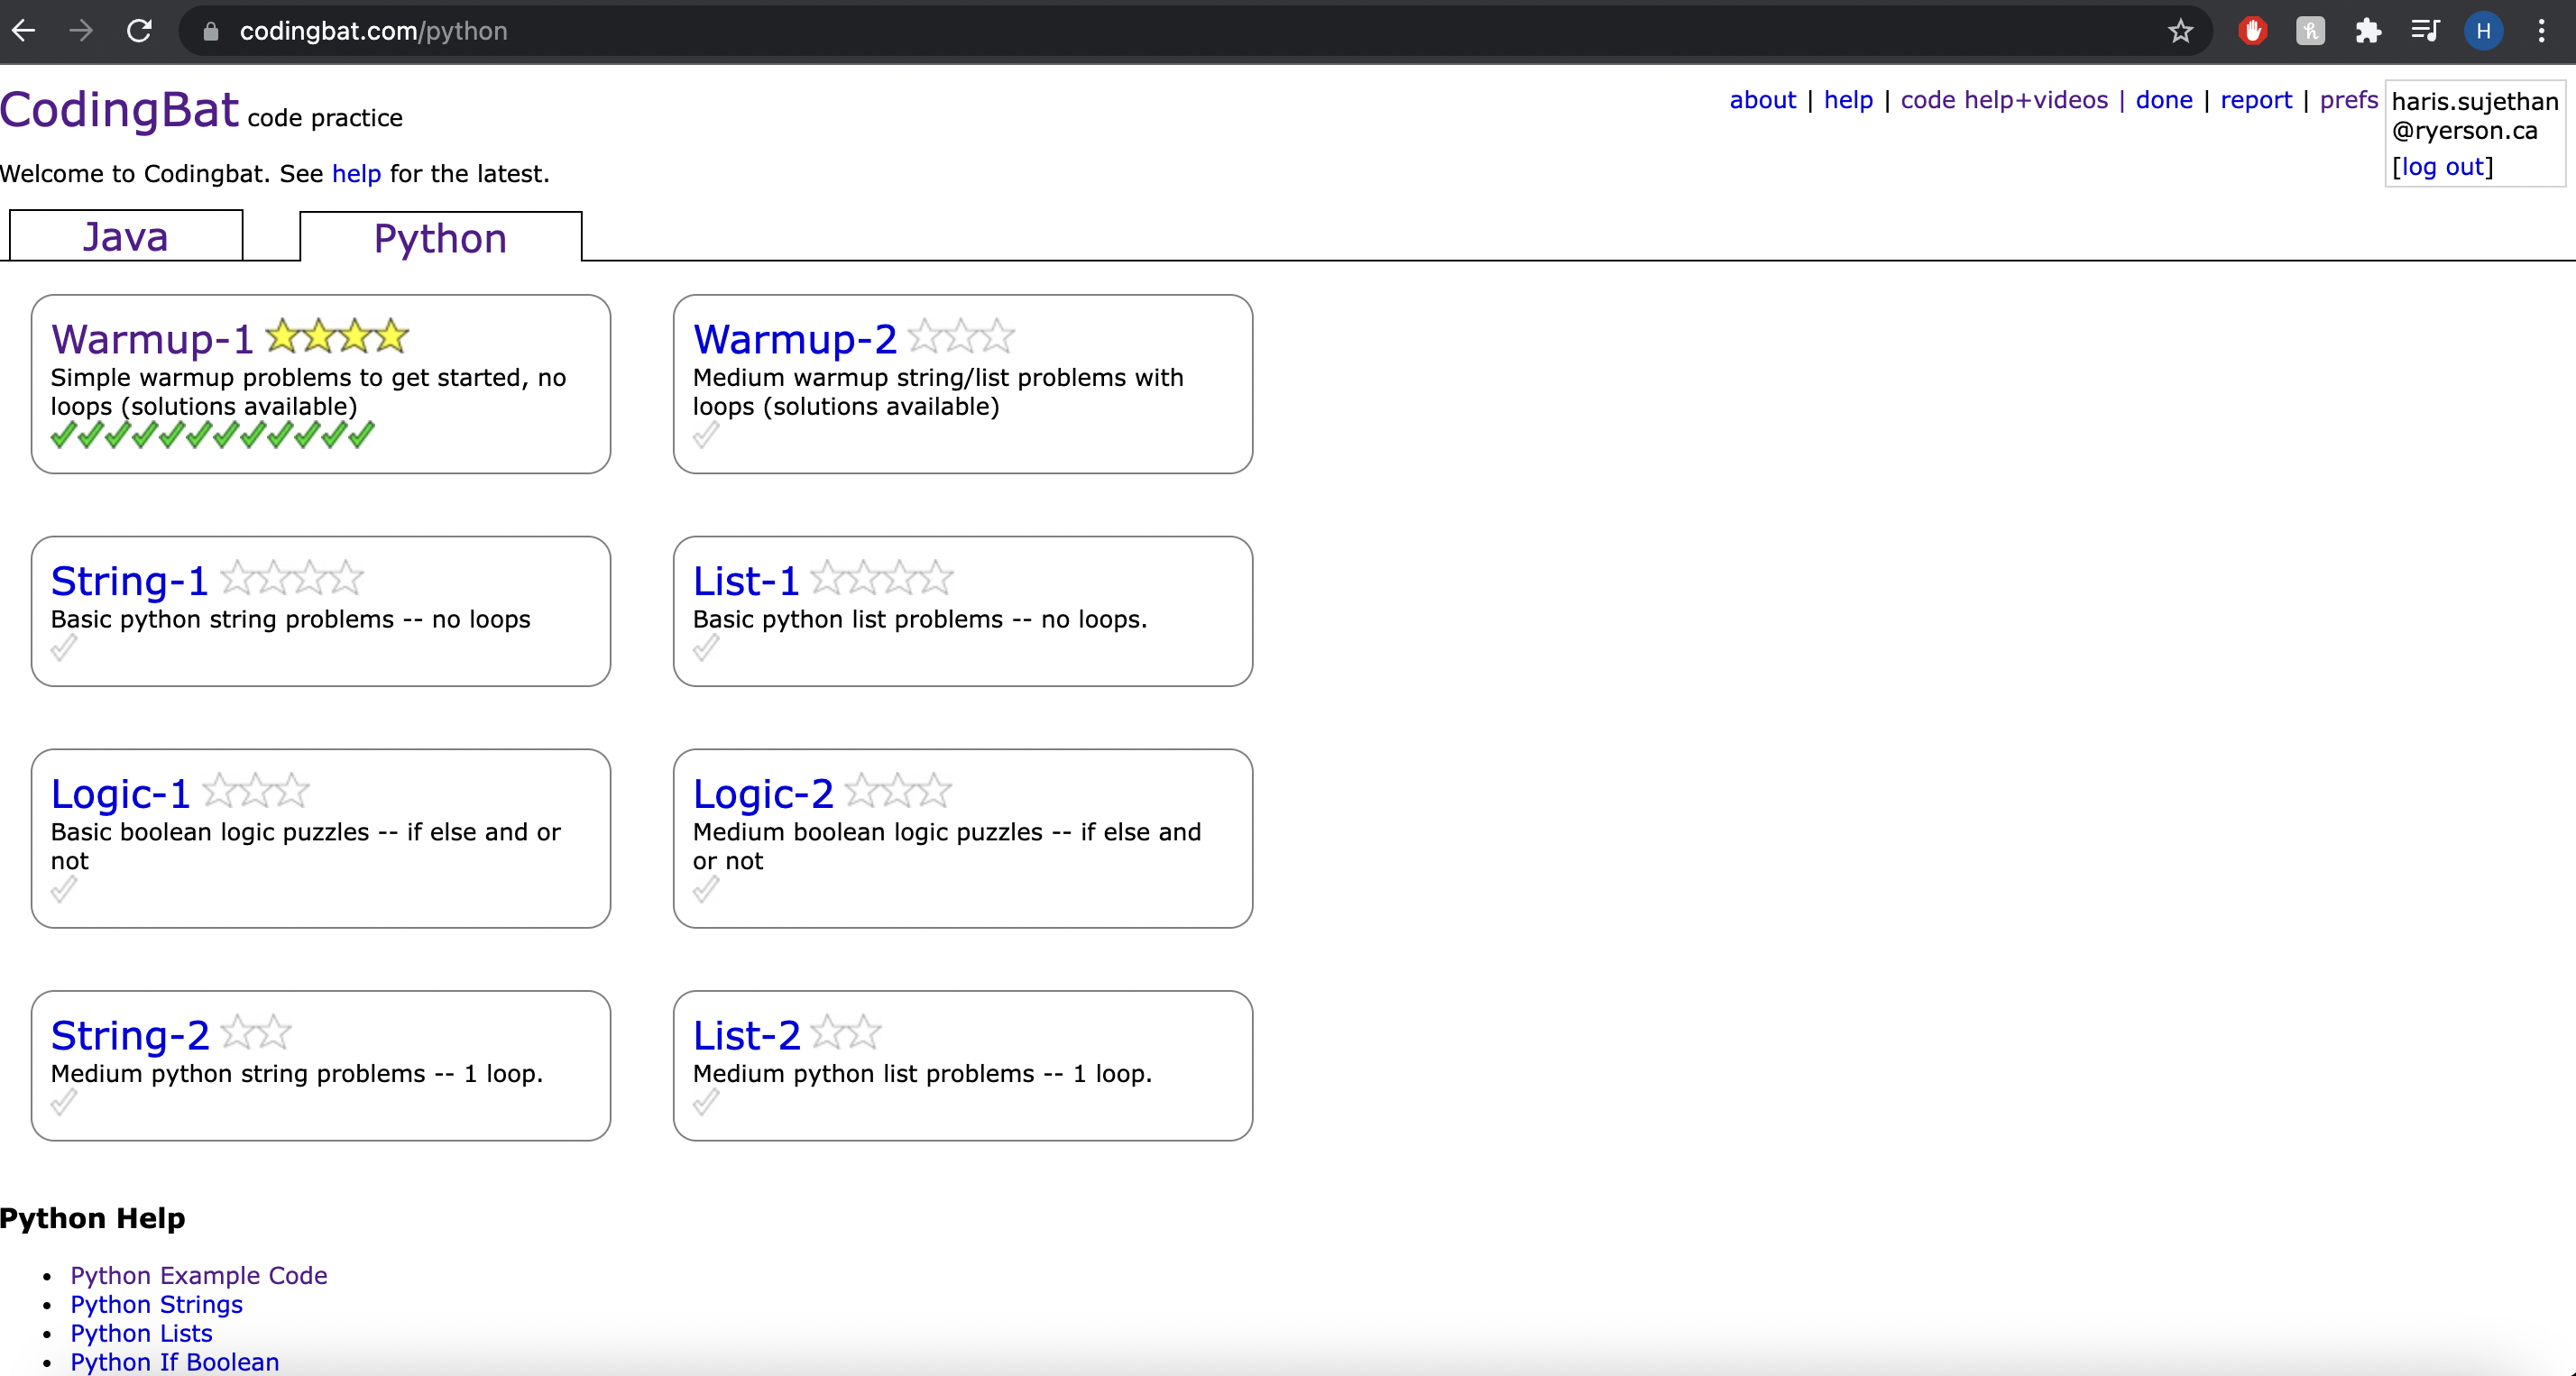 codingbat.com/python
H
CodingBat code practice
about | help | code help+videos | done | report | prefs
haris.sujethan
@ryerson.ca
[log out]
Welcome to Codingbat. See help for the latest.
Java
Python
Warmup-1
Simple warmup problems to get started, no
loops (solutions available)
Warmup-2
Medium warmup string/list problems with
loops (solutions available)
String-1
Basic python string problems -- no loops
List-1
Basic python list problems -- no loops.
Logic-1
Basic boolean logic puzzles -- if else and or
not
Logic-2
Medium boolean logic puzzles -- if else and
or not
String-2
Medium python string problems -- 1 loop.
List-2
Medium python list problems -- 1 loop.
Python Help
• Python Example Code
• Python Strings
• Python Lists
• Python If Boolean